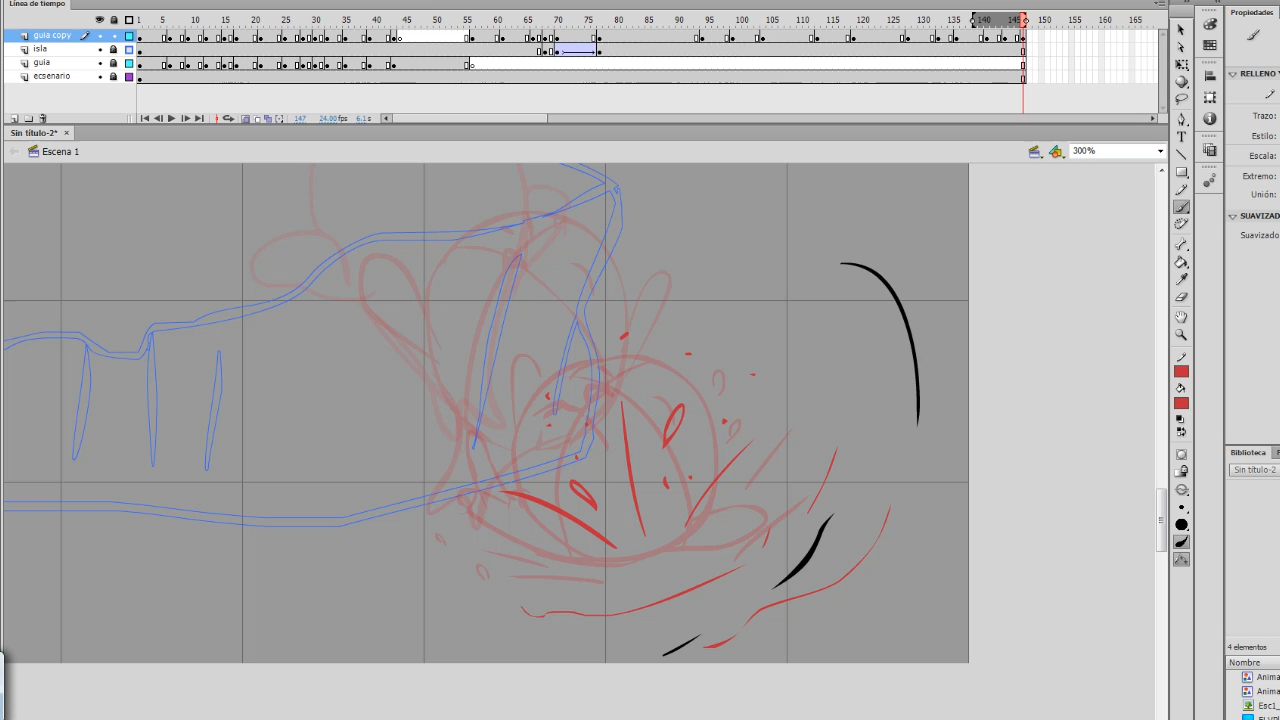 Línea de tiempo
1 5 10 15 20 25 30 35 40 45 50 55 60 65 70 75 80 85 90 95 100 105 110 115 120 125 130 135 140 145 150 155 160 165
guia copy
isla
guia
ecsenario
147 24.00 fps 6.1 s
Sin título-2* ×
Escena 1
300%
Propiedades
RELLENO Y
Trazo:
Estilo:
Escala:
Extremo:
Unión:
SUAVIZAD
Suavizado
Biblioteca
Sin título-2
4 elementos
Nombre
Anima
Anima
Esc1_